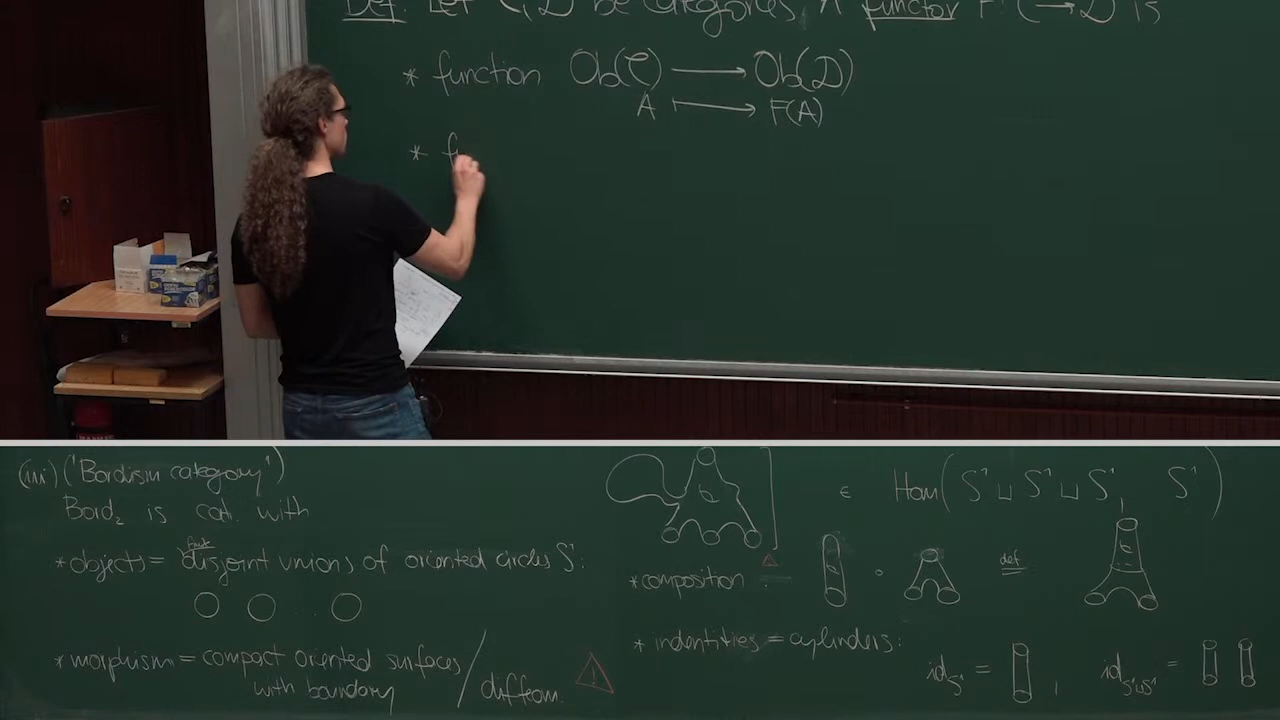 Def: Let C, D be categories. A functor F: C → D is
* function Ob(C) → Ob(D)
A ↦ F(A)
* f
(iii) ("Bordism category")
Bord₂ is cat. with
* objects = disjoint unions of oriented circles S¹:
○ ○ ... ○
* morphism = compact oriented surfaces
with boundary / diffeom.
∈ Hom(S¹ ⊔ S¹ ⊔ S¹, S¹)
* composition = ∘ def =
* indentities = cylinders:
id_S¹ = , id_S¹⊔S¹ =